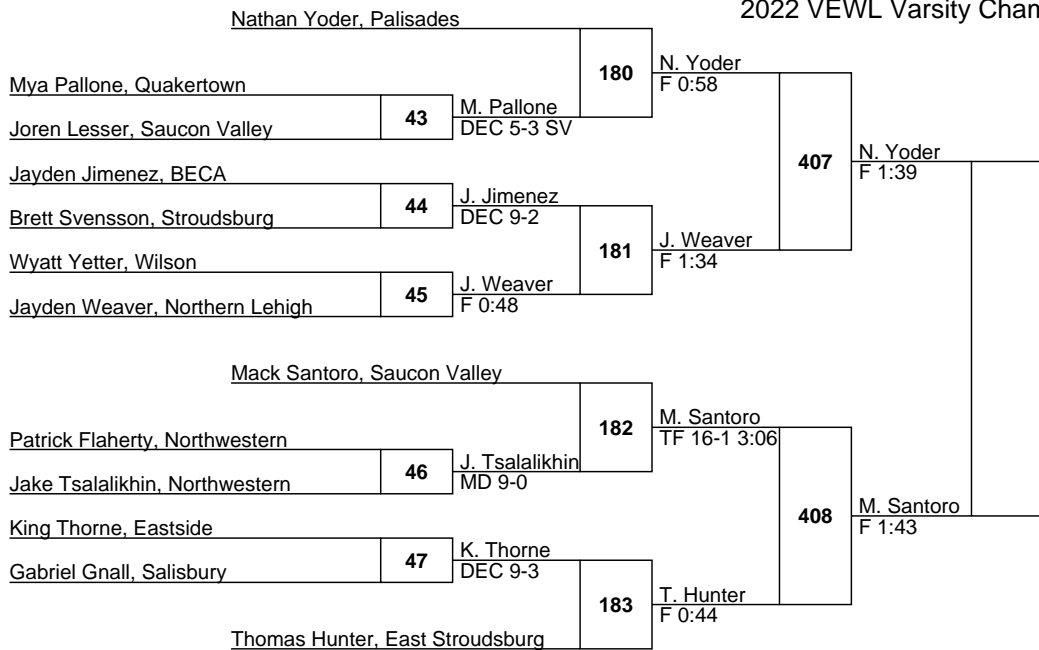 2022 VEWL Varsity Cham
Nathan Yoder, Palisades
180
N. Yoder
F 0:58
Mya Pallone, Quakertown
43
M. Pallone
DEC 5-3 SV
Joren Lesser, Saucon Valley
407
N. Yoder
F 1:39
Jayden Jimenez, BECA
44
J. Jimenez
DEC 9-2
Brett Svensson, Stroudsburg
181
J. Weaver
F 1:34
Wyatt Yetter, Wilson
45
J. Weaver
F 0:48
Jayden Weaver, Northern Lehigh
Mack Santoro, Saucon Valley
182
M. Santoro
TF 16-1 3:06
Patrick Flaherty, Northwestern
46
J. Tsalalikhin
MD 9-0
Jake Tsalalikhin, Northwestern
408
M. Santoro
F 1:43
King Thorne, Eastside
47
K. Thorne
DEC 9-3
Gabriel Gnall, Salisbury
183
T. Hunter
F 0:44
Thomas Hunter, East Stroudsburg